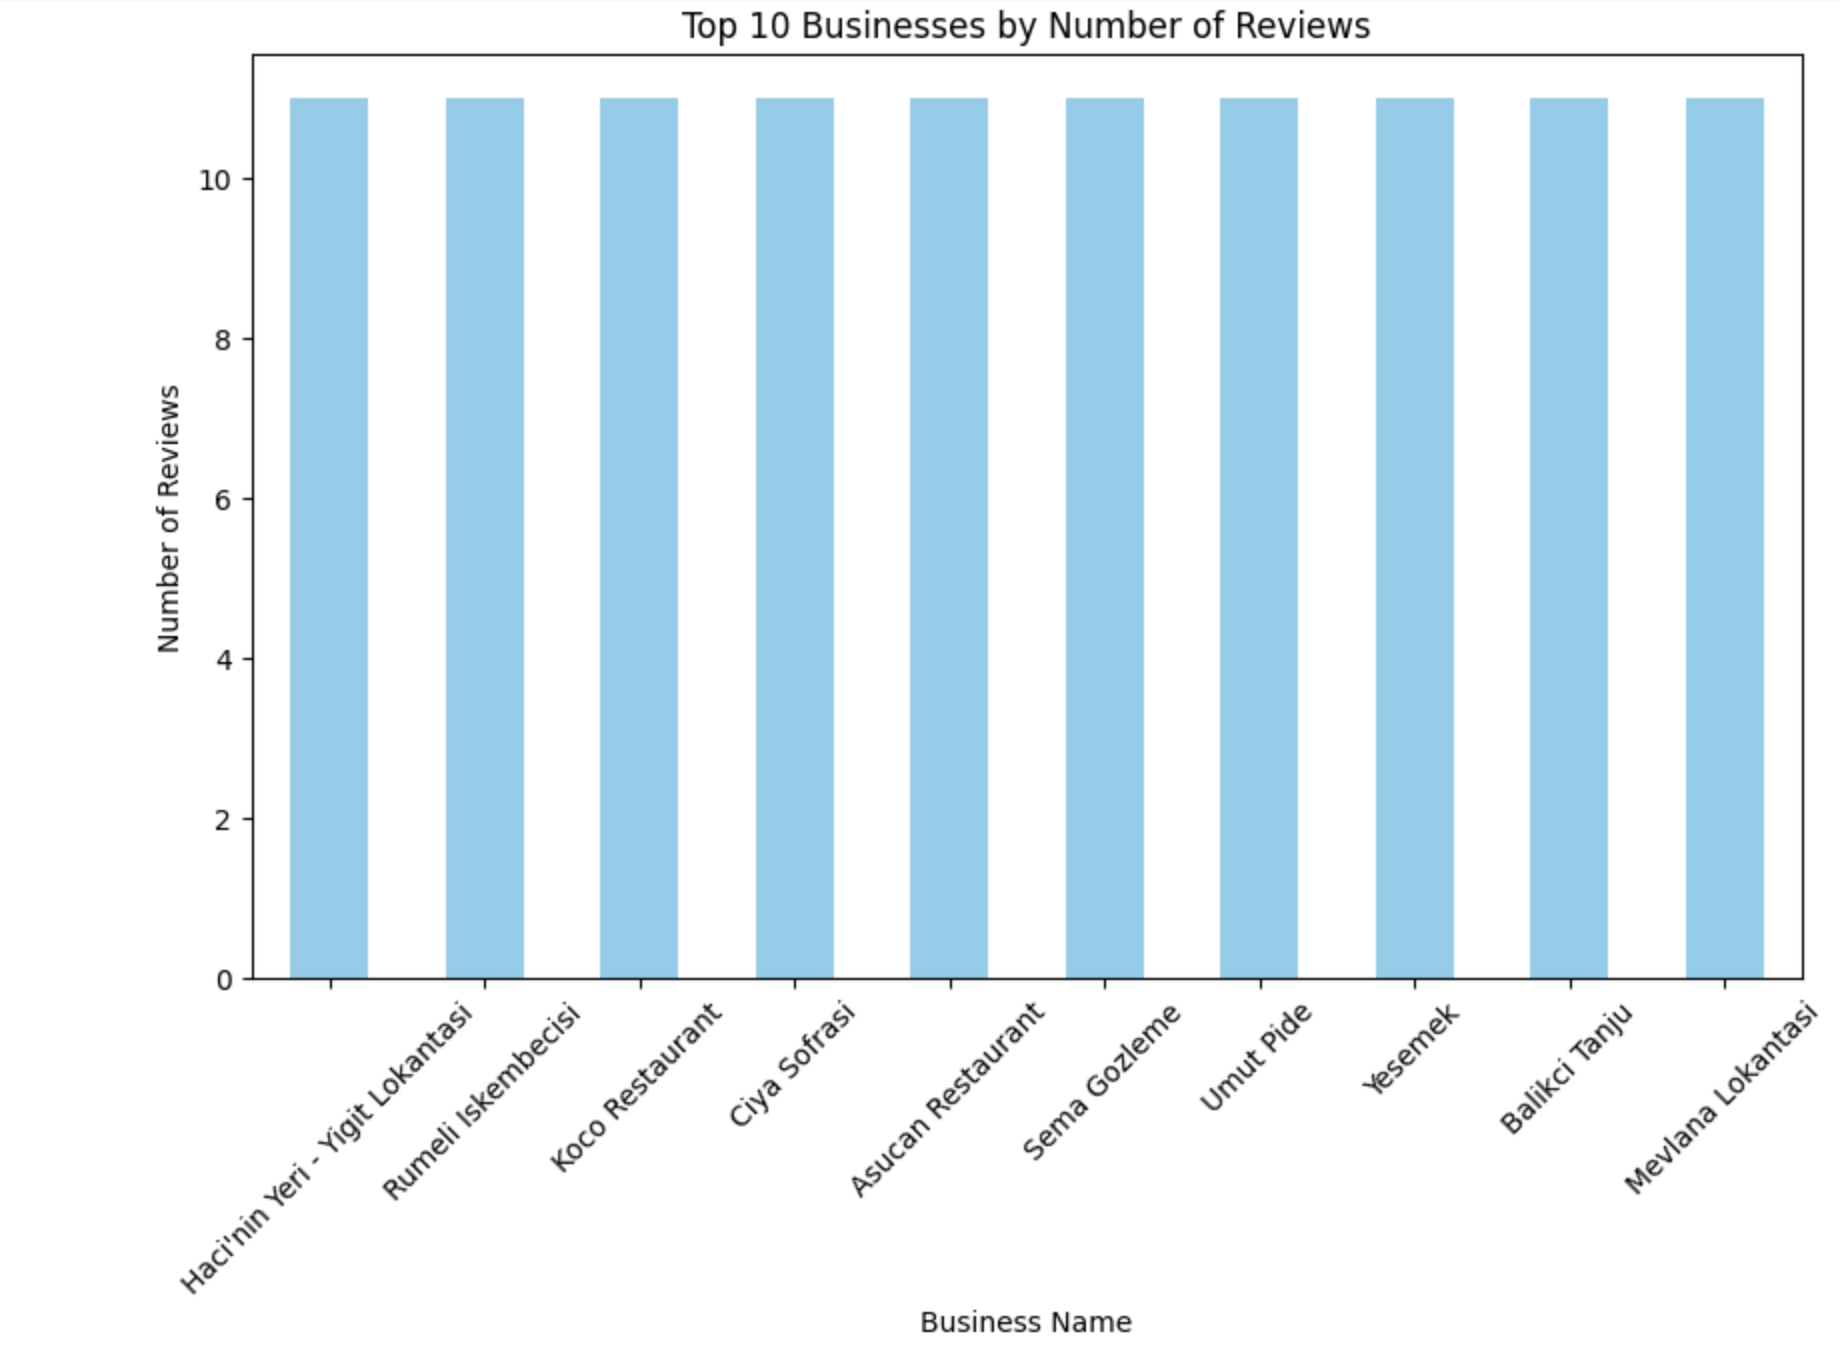 Top 10 Businesses by Number of Reviews
Number of Reviews
10
8
6
4
2
0
Haci'nin Yeri - Yigit Lokantasi
Rumeli Iskembecisi
Koco Restaurant
Ciya Sofrasi
Asucan Restaurant
Sema Gozleme
Umut Pide
Yesemek
Balikci Tanju
Mevlana Lokantasi
Business Name